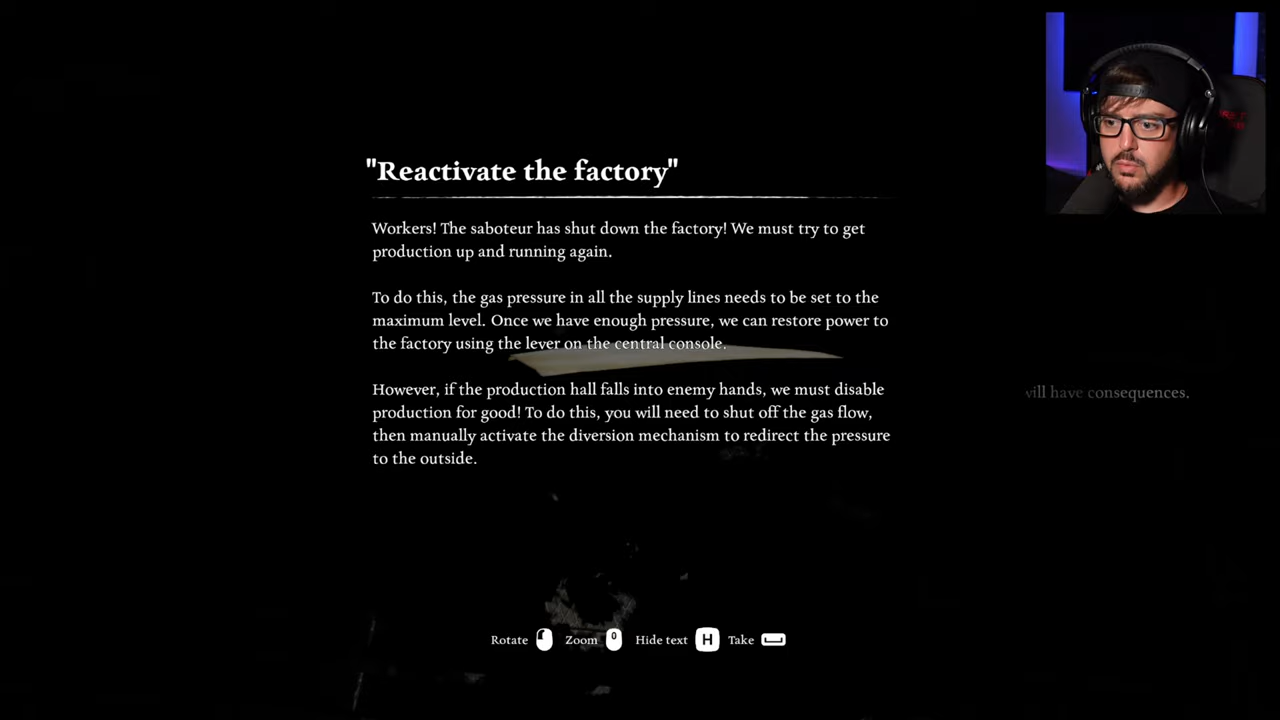 "Reactivate the factory"
Workers! The saboteur has shut down the factory! We must try to get
production up and running again.
To do this, the gas pressure in all the supply lines needs to be set to the
maximum level. Once we have enough pressure, we can restore power to
the factory using the lever on the central console.
However, if the production hall falls into enemy hands, we must disable
production for good! To do this, you will need to shut off the gas flow,
then manually activate the diversion mechanism to redirect the pressure
to the outside.
will have consequences.
Rotate Zoom Hide text H Take